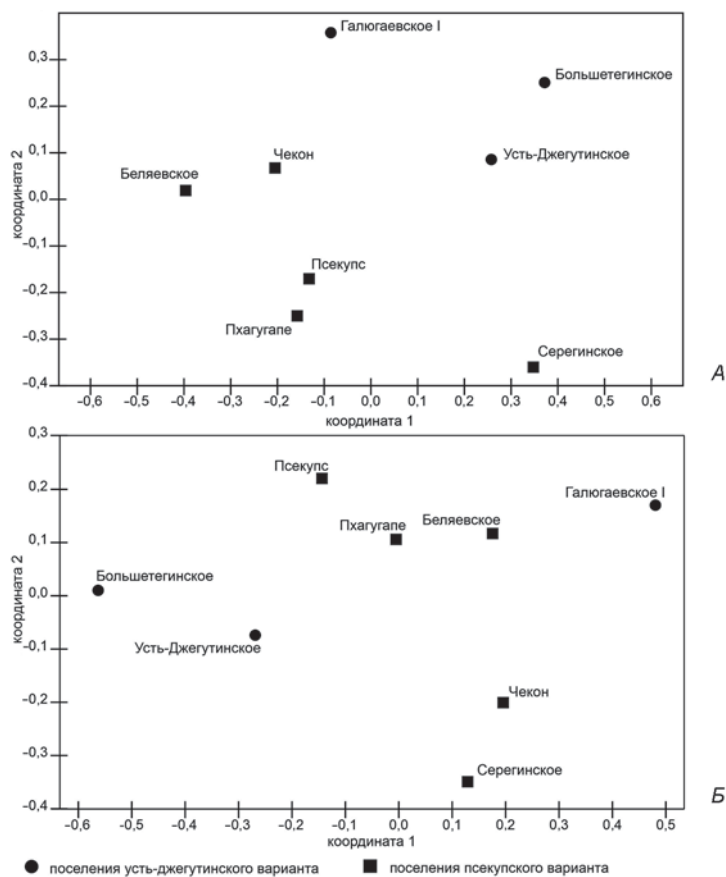 Галюгаевское I
Большетегинское
Усть-Джегутинское
Чекон
Беляевское
Псекупс
Пхагугапе
Серегинское
координата 2
0,3
0,2
0,1
0,0
–0,1
–0,2
–0,3
–0,4
–0,6 –0,5 –0,4 –0,3 –0,2 –0,1 0,0 0,1 0,2 0,3 0,4 0,5 0,6
координата 1
А
Псекупс
Галюгаевское I
Пхагугапе
Беляевское
Большетегинское
Усть-Джегутинское
Чекон
Серегинское
координата 2
0,3
0,2
0,1
0,0
–0,1
–0,2
–0,3
–0,4
–0,6 –0,5 –0,4 –0,3 –0,2 –0,1 0,0 0,1 0,2 0,3 0,4 0,5
координата 1
Б
поселения усть-джегутинского варианта поселения псекупского варианта